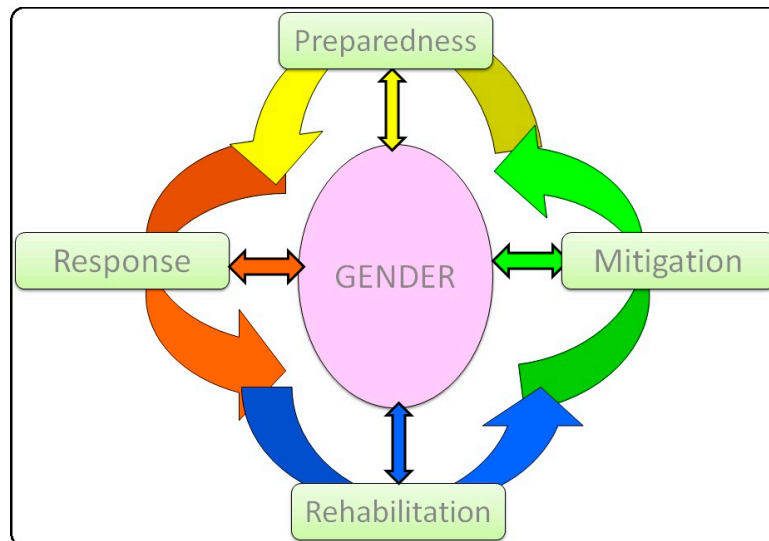 Preparedness
Response
GENDER
Mitigation
Rehabilitation